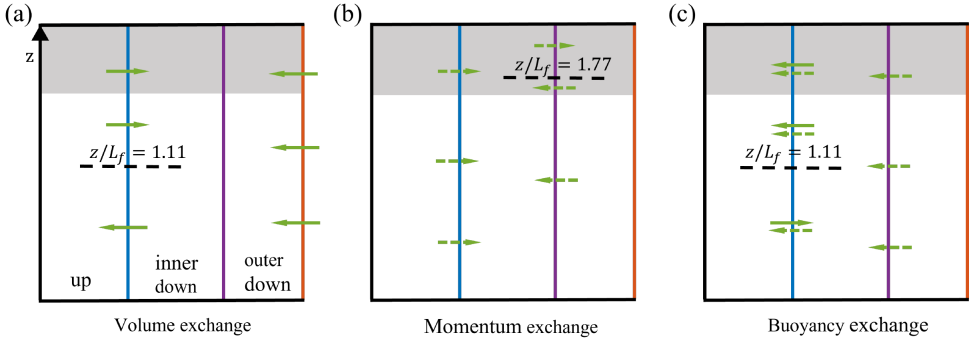 (a)
z
z/L_f = 1.11
up
inner
down
outer
down
Volume exchange
(b)
z/L_f = 1.77
Momentum exchange
(c)
z/L_f = 1.11
Buoyancy exchange